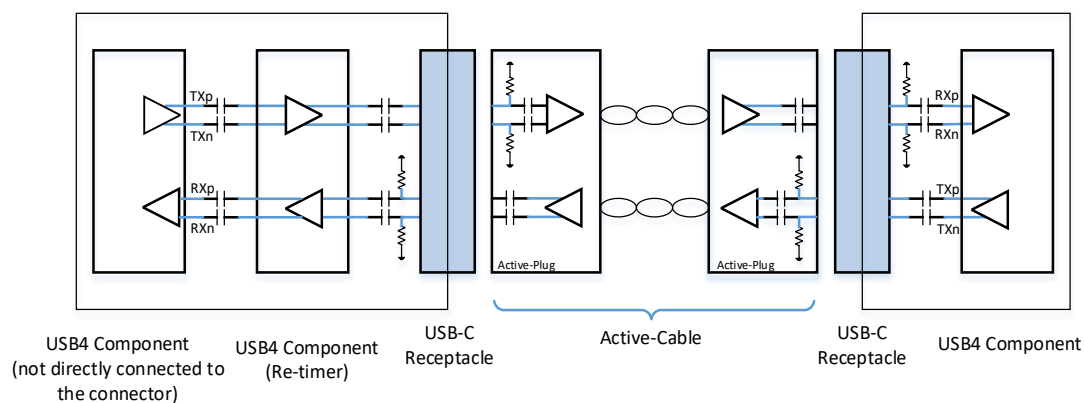 TXp
TXn
RXp
RXn
RXp
RXn
TXp
TXn
Active-Plug
Active-Plug
USB4 Component
(not directly connected to
the connector)
USB4 Component
(Re-timer)
USB-C
Receptacle
Active-Cable
USB-C
Receptacle
USB4 Component